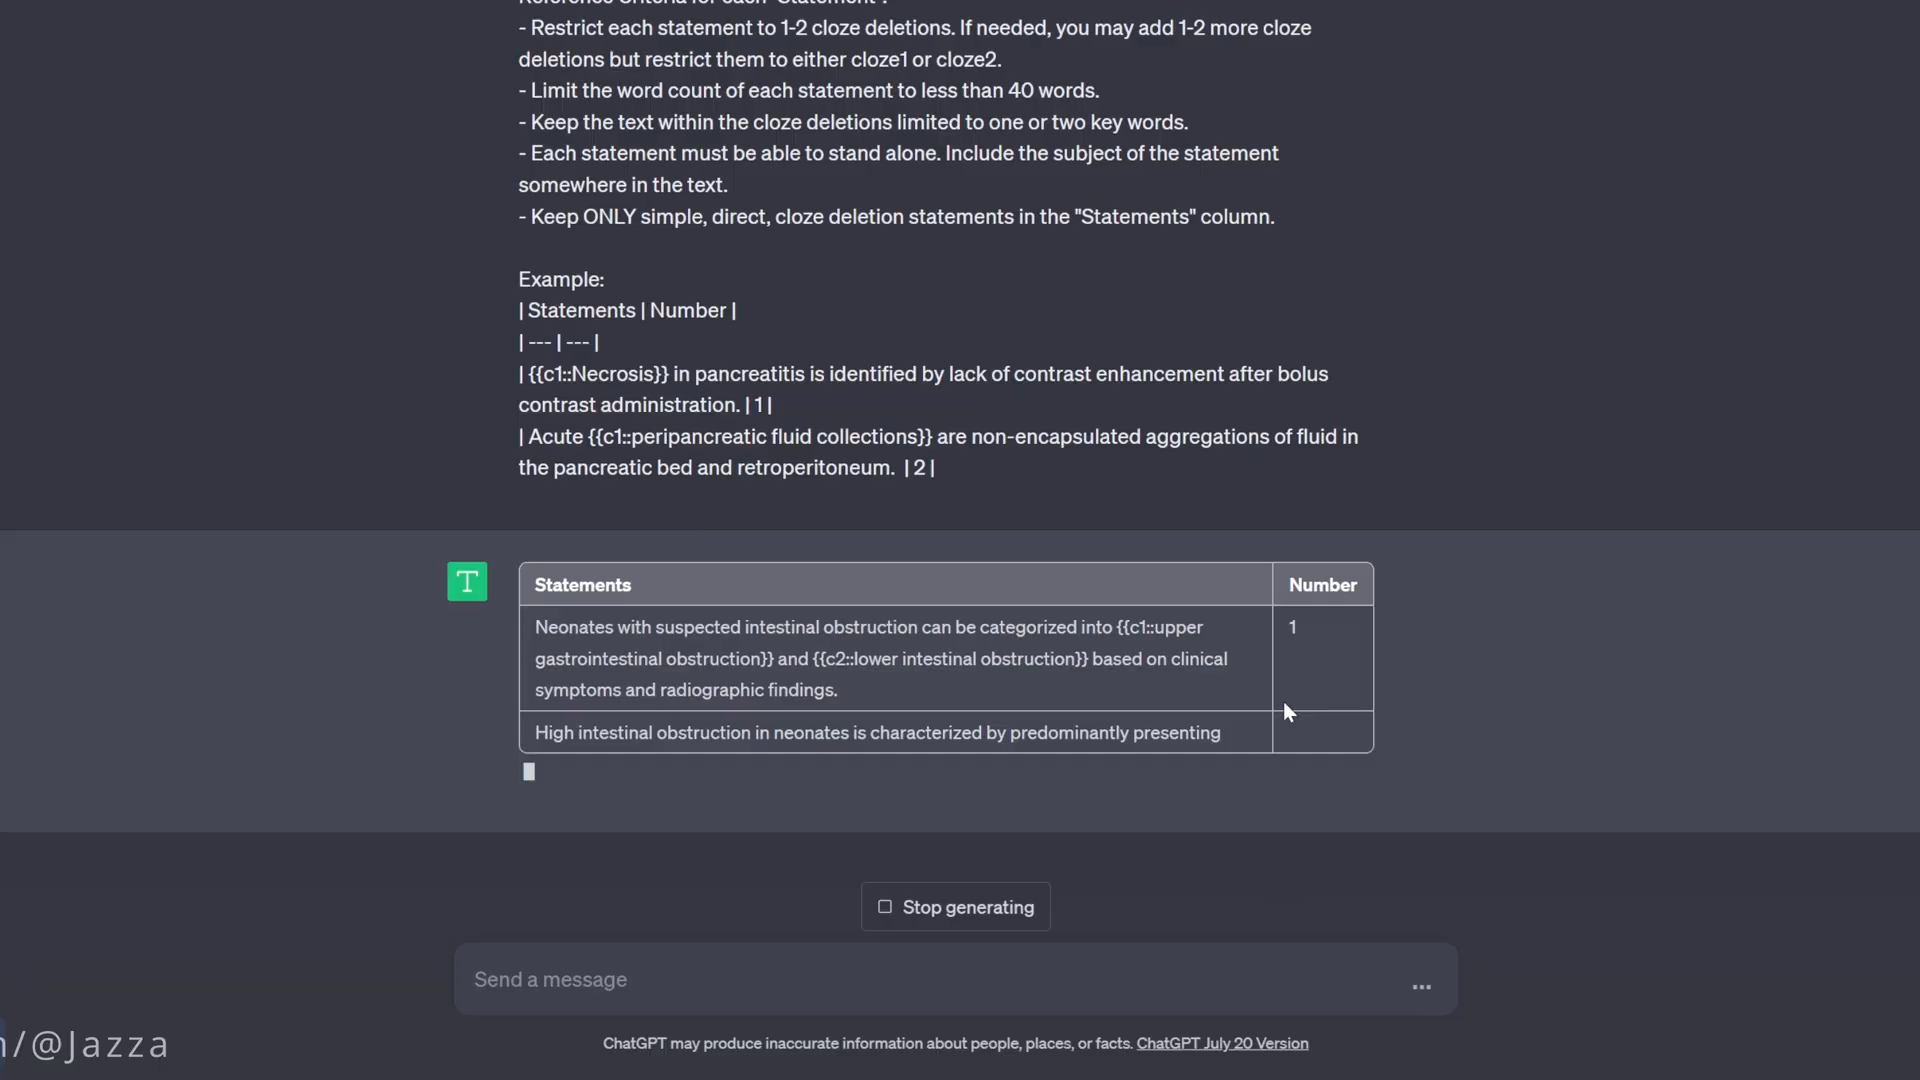 Reference Criteria for each "Statement":
- Restrict each statement to 1-2 cloze deletions. If needed, you may add 1-2 more cloze
deletions but restrict them to either cloze1 or cloze2.
- Limit the word count of each statement to less than 40 words.
- Keep the text within the cloze deletions limited to one or two key words.
- Each statement must be able to stand alone. Include the subject of the statement
somewhere in the text.
- Keep ONLY simple, direct, cloze deletion statements in the "Statements" column.
Example:
| Statements | Number |
| --- | --- |
| {{c1::Necrosis}} in pancreatitis is identified by lack of contrast enhancement after bolus
contrast administration. | 1 |
| Acute {{c1::peripancreatic fluid collections}} are non-encapsulated aggregations of fluid in
the pancreatic bed and retroperitoneum. | 2 |
T
Statements Number
Neonates with suspected intestinal obstruction can be categorized into {{c1::upper 1
gastrointestinal obstruction}} and {{c2::lower intestinal obstruction}} based on clinical
symptoms and radiographic findings.
High intestinal obstruction in neonates is characterized by predominantly presenting
Stop generating
Send a message
...
/@Jazza
ChatGPT may produce inaccurate information about people, places, or facts. ChatGPT July 20 Version